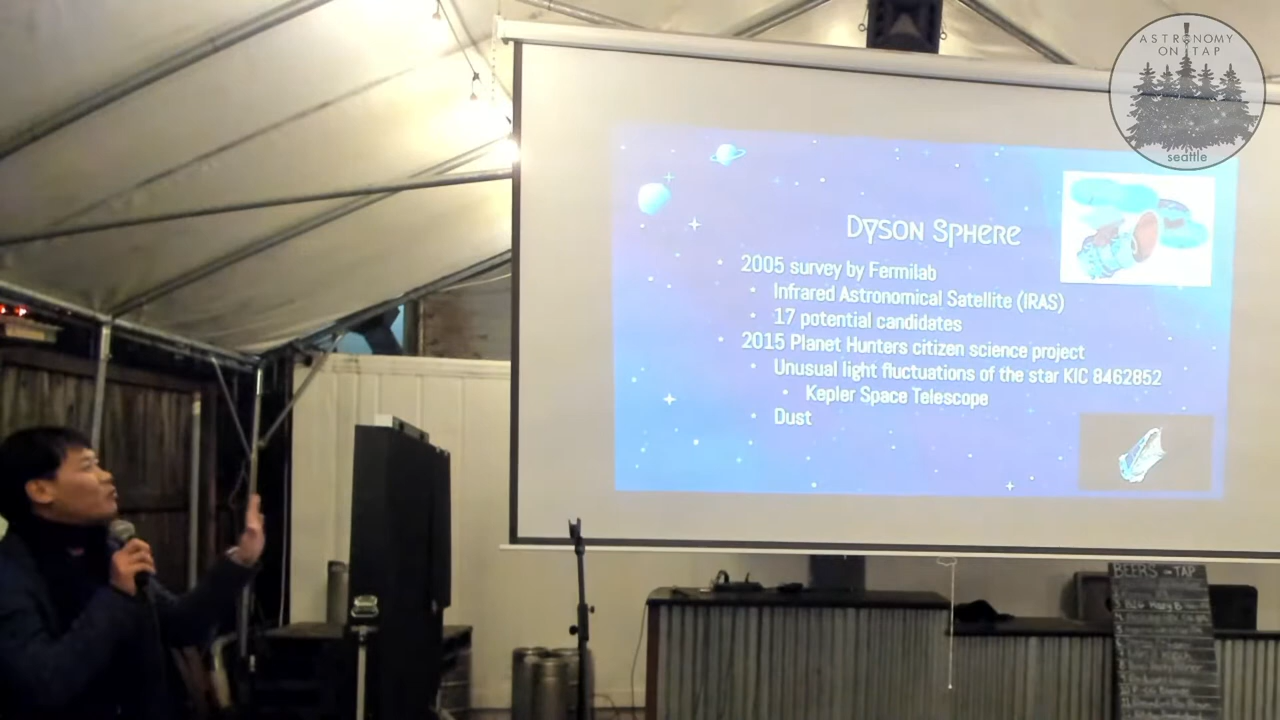 ASTRONOMY
ON TAP
seattle
Dyson Sphere
2005 survey by Fermilab
Infrared Astronomical Satellite (IRAS)
17 potential candidates
2015 Planet Hunters citizen science project
Unusual light fluctuations of the star KIC 8462852
Kepler Space Telescope
Dust
BEERS
TAP